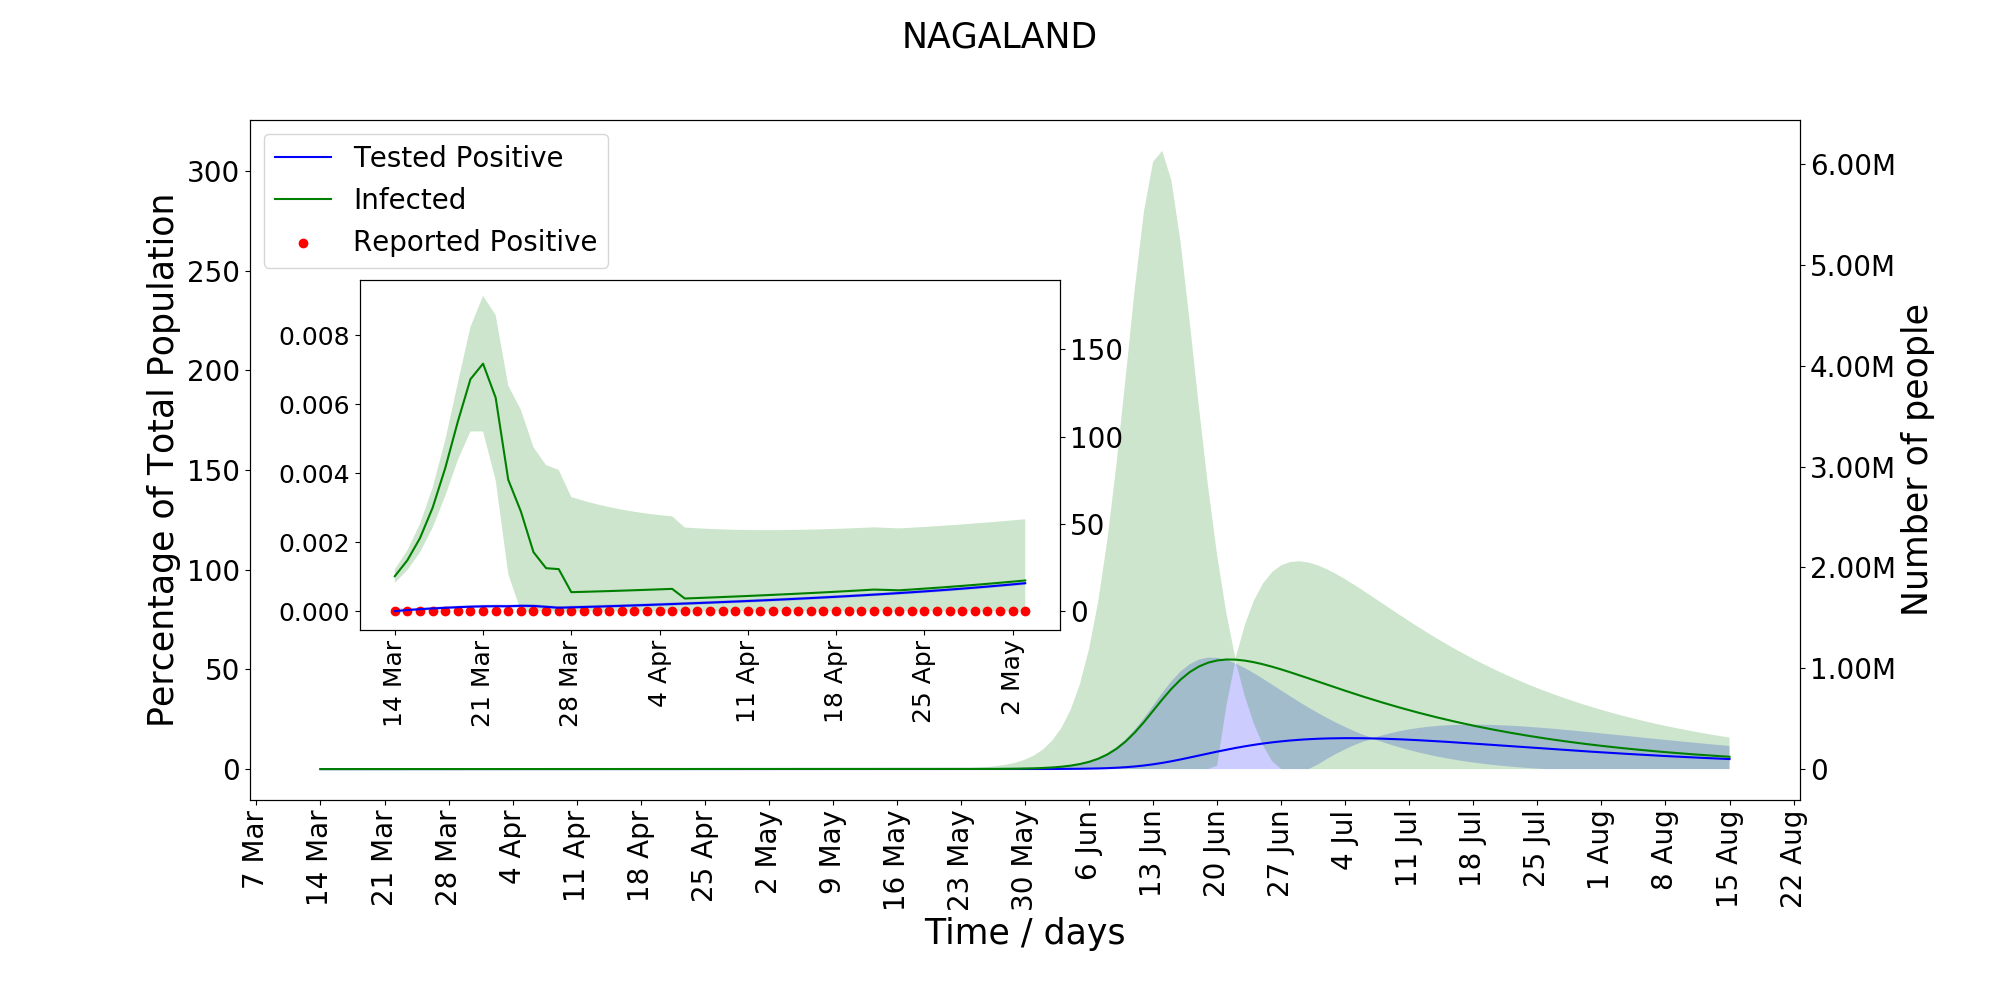 NAGALAND
Tested Positive
Infected
Reported Positive
Percentage of Total Population
300
250
200
150
100
50
0
6.00M
5.00M
4.00M
3.00M
2.00M
1.00M
0
Number of people
0.008
0.006
0.004
0.002
0.000
150
100
50
0
14 Mar
21 Mar
28 Mar
4 Apr
11 Apr
18 Apr
25 Apr
2 May
7 Mar
14 Mar
21 Mar
28 Mar
4 Apr
11 Apr
18 Apr
25 Apr
2 May
9 May
16 May
23 May
30 May
6 Jun
13 Jun
20 Jun
27 Jun
4 Jul
11 Jul
18 Jul
25 Jul
1 Aug
8 Aug
15 Aug
22 Aug
Time / days